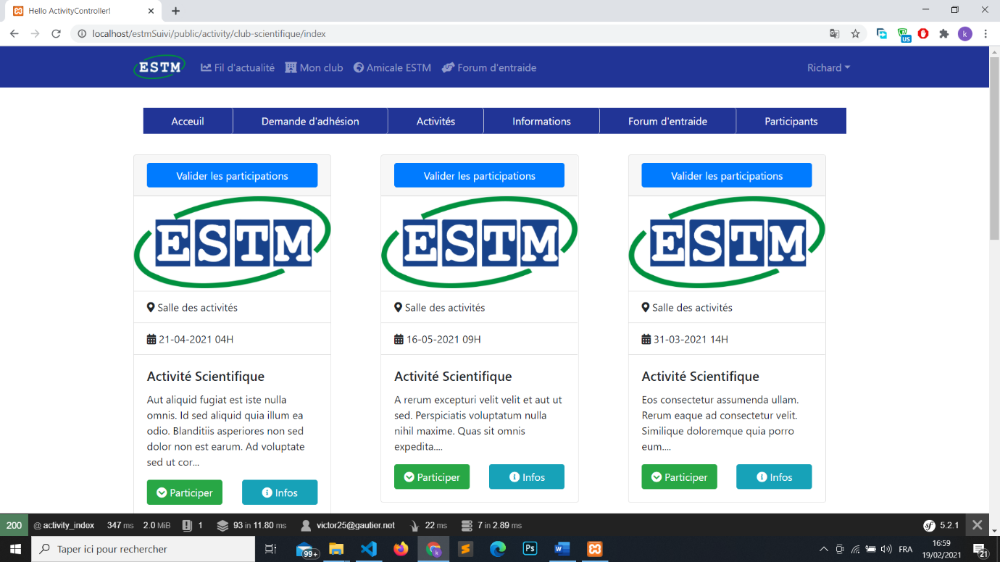 Hello ActivityController!
localhost/estmSuivi/public/activity/club-scientifique/index
US
k
ESTM
Fil d'actualité
Mon club
Amicale ESTM
Forum d'entraide
Richard
Acceuil
Demande d'adhésion
Activités
Informations
Forum d'entraide
Participants
Valider les participations
ESTM
Salle des activités
21-04-2021 04H
Activité Scientifique
Aut aliquid fugiat est iste nulla
omnis. Id sed aliquid quia illum ea
odio. Blanditiis asperiores non sed
dolor non est earum. Ad voluptate
sed ut cor...
Participer
Infos
Valider les participations
ESTM
Salle des activités
16-05-2021 09H
Activité Scientifique
A rerum excepturi velit velit et aut ut
sed. Perspiciatis voluptatum nulla
nihil maxime. Quas sit omnis
expedita....
Participer
Infos
Valider les participations
ESTM
Salle des activités
31-03-2021 14H
Activité Scientifique
Eos consectetur assumenda ullam.
Rerum eaque ad consectetur velit.
Similique doloremque quia porro
eum....
Participer
Infos
200 @ activity_index 347 ms 2.0 MiB 1 93 in 11.80 ms victor25@gautier.net 22 ms 7 in 2.89 ms sf 5.2.1
Taper ici pour rechercher
99+
Ps
FRA
16:59
19/02/2021
21